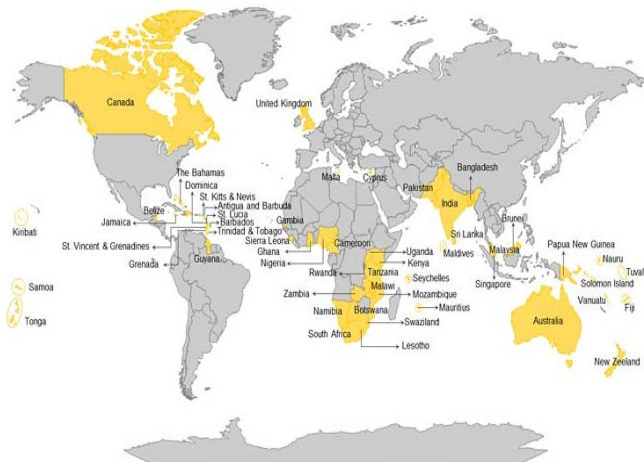 Canada
United Kingdom
The Bahamas
Dominica
St. Kitts & Nevis
Antigua and Barbuda
St. Lucia
Barbados
Trinidad & Tobago
Belize
Jamaica
St. Vincent & Grenadines
Grenada
Guyana
Kiribati
Samoa
Tonga
Malta
Cyprus
Gambia
Sierra Leona
Ghana
Nigeria
Cameroon
Rwanda
Uganda
Kenya
Tanzania
Malawi
Seychelles
Mozambique
Mauritius
Zambia
Namibia
Botswana
Swaziland
South Africa
Lesotho
Pakistan
India
Bangladesh
Sri Lanka
Maldives
Brunei
Malaysia
Singapore
Papua New Guinea
Nauru
Tuval
Solomon Island
Vanuatu
Fiji
Australia
New Zeeland